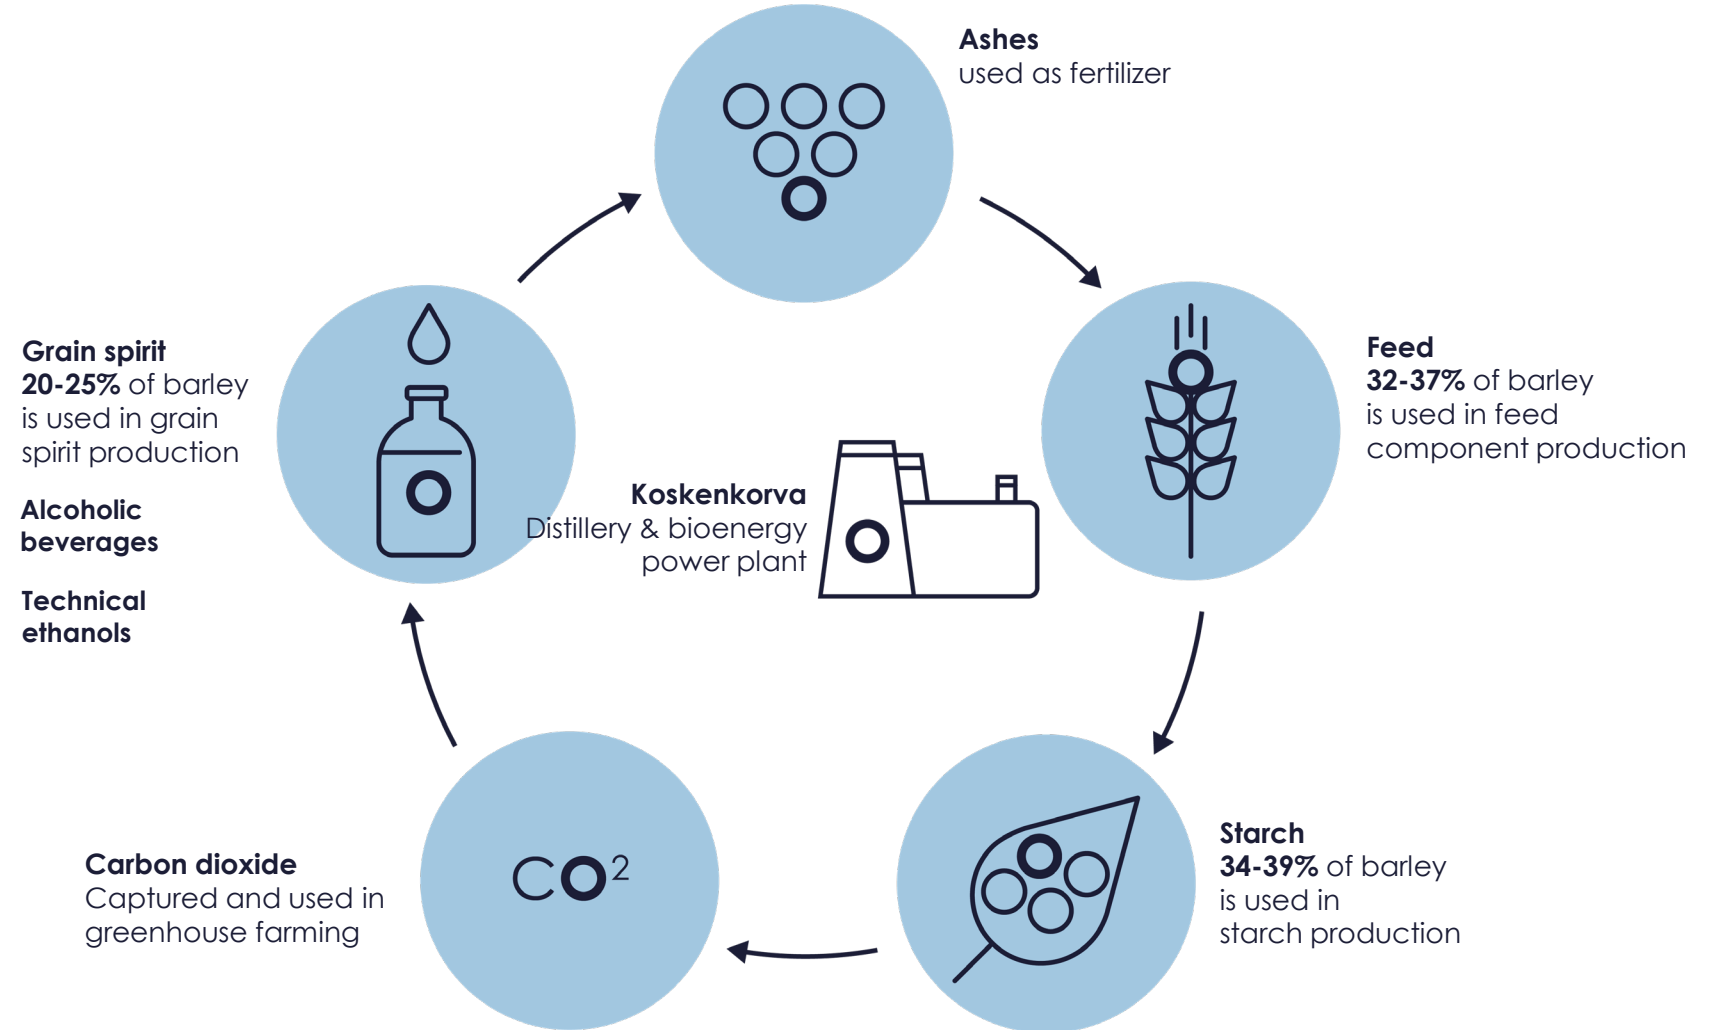 Ashes
used as fertilizer
Feed
32-37% of barley
is used in feed
component production
Starch
34-39% of barley
is used in
starch production
CO²
Carbon dioxide
Captured and used in
greenhouse farming
Grain spirit
20-25% of barley
is used in grain
spirit production
Alcoholic
beverages
Technical
ethanols
Koskenkorva
Distillery & bioenergy
power plant